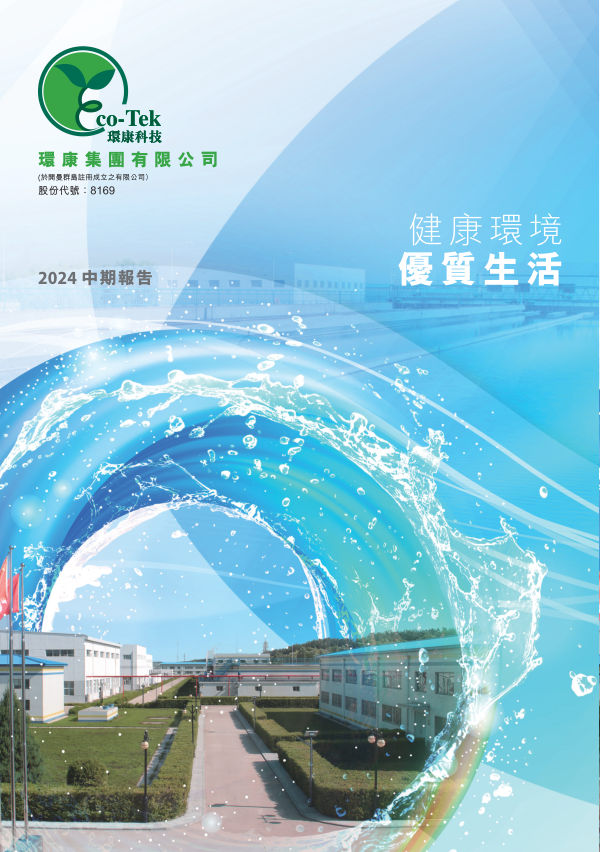 Eco-Tek
環康科技
環康集團有限公司
(於開曼群島註冊成立之有限公司)
股份代號：8169
健康環境
優質生活
2024 中期報告